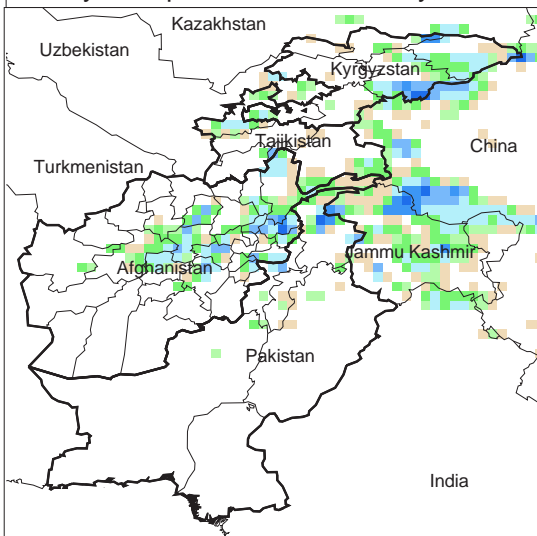 Kazakhstan
Uzbekistan
Kyrgyzstan
Tajikistan
China
Turkmenistan
Jammu Kashmir
Afghanistan
Pakistan
India